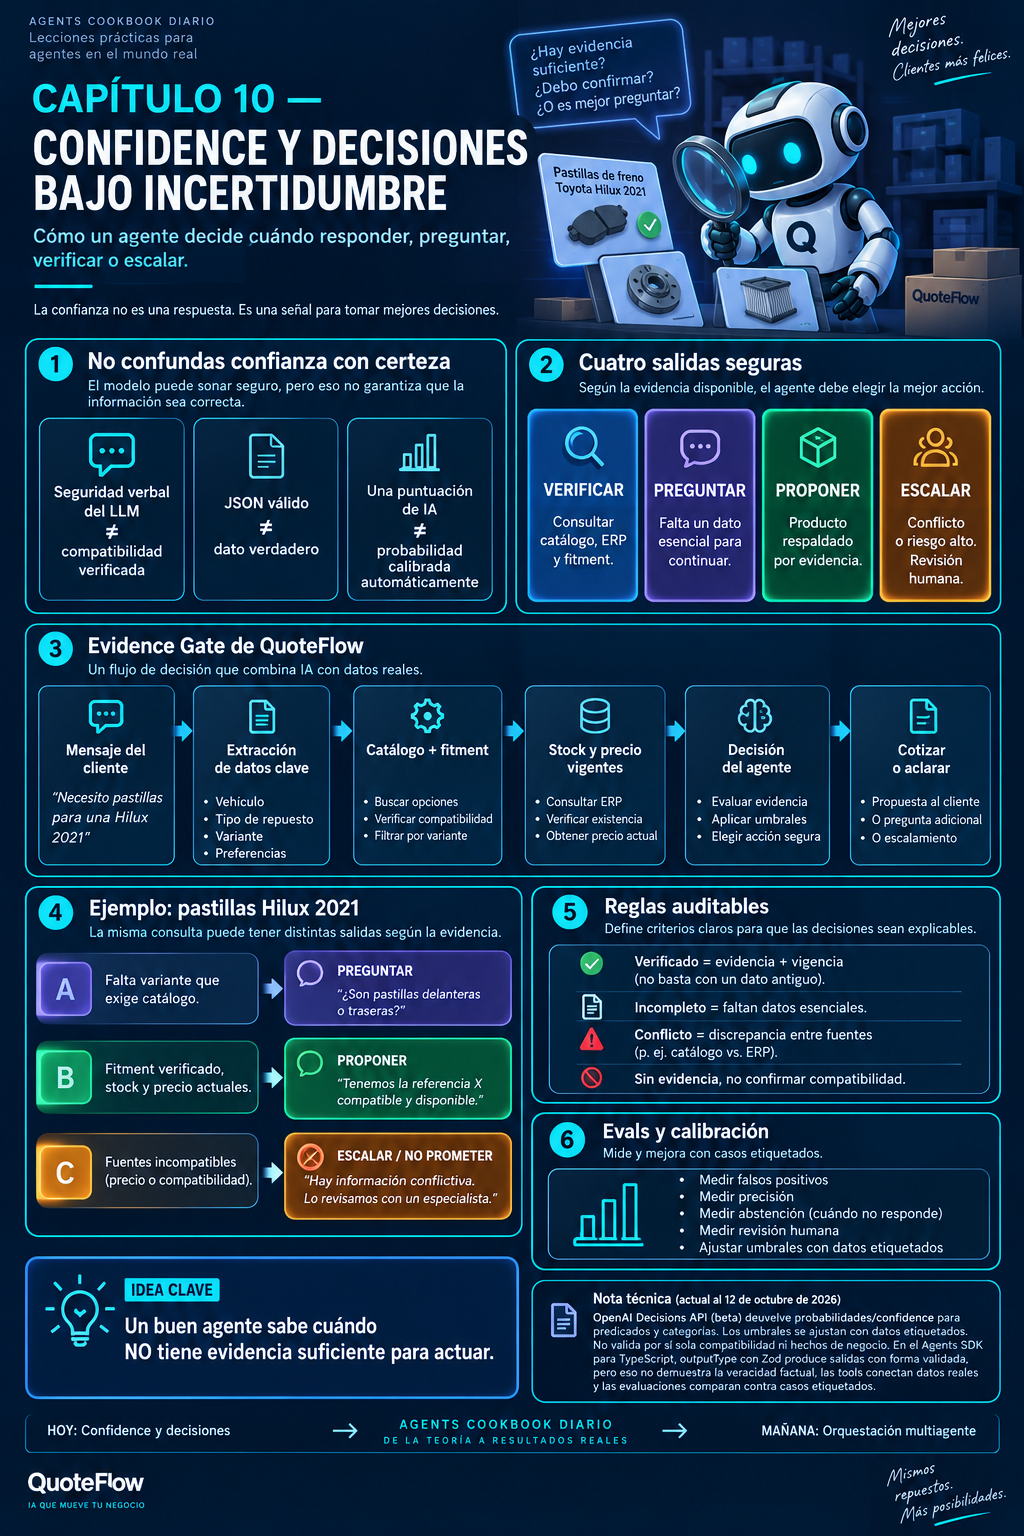 AGENTS COOKBOOK DIARIO
Lecciones prácticas para
agentes en el mundo real
Mejores
decisiones.
Clientes más felices.
¿Hay evidencia
suficiente?
¿Debo confirmar?
¿O es mejor preguntar?
CAPÍTULO 10 —
CONFIDENCE Y DECISIONES
BAJO INCERTIDUMBRE
Cómo un agente decide cuándo responder, preguntar,
verificar o escalar.
La confianza no es una respuesta. Es una señal para tomar mejores decisiones.
Pastillas de freno
Toyota Hilux 2021
Q
QuoteFlow
1
No confundas confianza con certeza
El modelo puede sonar seguro, pero eso no garantiza que la
información sea correcta.
Seguridad verbal
del LLM
≠
compatibilidad
verificada
JSON válido
≠
dato verdadero
Una puntuación
de IA
≠
probabilidad
calibrada
automáticamente
2
Cuatro salidas seguras
Según la evidencia disponible, el agente debe elegir la mejor acción.
VERIFICAR
Consultar
catálogo, ERP
y fitment.
PREGUNTAR
Falta un dato
esencial para
continuar.
PROPONER
Producto
respaldado
por evidencia.
ESCALAR
Conflicto
o riesgo alto.
Revisión
humana.
3
Evidence Gate de QuoteFlow
Un flujo de decisión que combina IA con datos reales.
Mensaje del
cliente
"Necesito pastillas
para una Hilux
2021"
Extracción
de datos clave
• Vehículo
• Tipo de repuesto
• Variante
• Preferencias
Catálogo + fitment
• Buscar opciones
• Verificar compatibilidad
• Filtrar por variante
Stock y precio
vigentes
• Consultar ERP
• Verificar existencia
• Obtener precio actual
Decisión
del agente
• Evaluar evidencia
• Aplicar umbrales
• Elegir acción segura
Cotizar
o aclarar
• Propuesta al cliente
• O pregunta adicional
• O escalamiento
4
Ejemplo: pastillas Hilux 2021
La misma consulta puede tener distintas salidas según la evidencia.
A
Falta variante que
exige catálogo.
PREGUNTAR
"¿Son pastillas delanteras
o traseras?"
B
Fitment verificado,
stock y precio actuales.
PROPONER
"Tenemos la referencia X
compatible y disponible."
C
Fuentes incompatibles
(precio o compatibilidad).
ESCALAR / NO PROMETER
"Hay información conflictiva.
Lo revisamos con un especialista."
5
Reglas auditables
Define criterios claros para que las decisiones sean explicables.
Verificado = evidencia + vigencia
(no basta con un dato antiguo).
Incompleto = faltan datos esenciales.
Conflicto = discrepancia entre fuentes
(p. ej. catálogo vs. ERP).
Sin evidencia, no confirmar compatibilidad.
6
Evals y calibración
Mide y mejora con casos etiquetados.
• Medir falsos positivos
• Medir precisión
• Medir abstención (cuándo no responde)
• Medir revisión humana
• Ajustar umbrales con datos etiquetados
IDEA CLAVE
Un buen agente sabe cuándo
NO tiene evidencia suficiente para actuar.
Nota técnica (actual al 12 de octubre de 2026)
OpenAI Decisions API (beta) deuvelve probabilidades/confidence para
predicados y categorías. Los umbrales se ajustan con datos etiquetados.
No valida por sí sola compatibilidad ni hechos de negocio. En el Agents SDK
para TypeScript, outputType con Zod produce salidas con forma validada,
pero eso no demuestra la veracidad factual, las tools conectan datos reales
y las evaluaciones comparan contra casos etiquetados.
HOY: Confidence y decisiones
→
AGENTS COOKBOOK DIARIO
DE LA TEORÍA A RESULTADOS REALES
→
MAÑANA: Orquestación multiagente
QuoteFlow
IA QUE MUEVE TU NEGOCIO
Mismos
repuestos.
Más posibilidades.